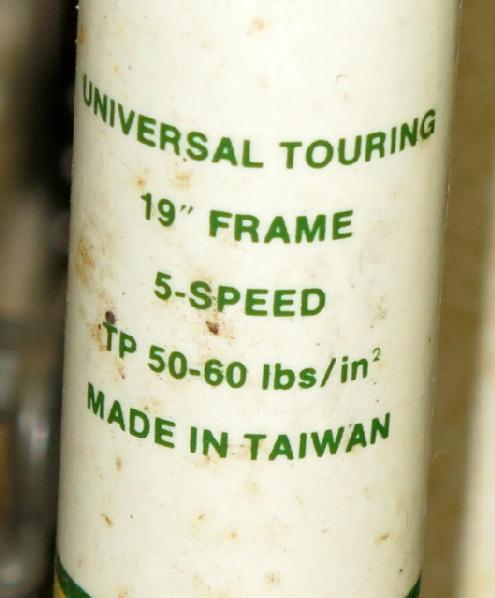 UNIVERSAL TOURING
19" FRAME
5-SPEED
TP 50-60 lbs/in²
MADE IN TAIWAN